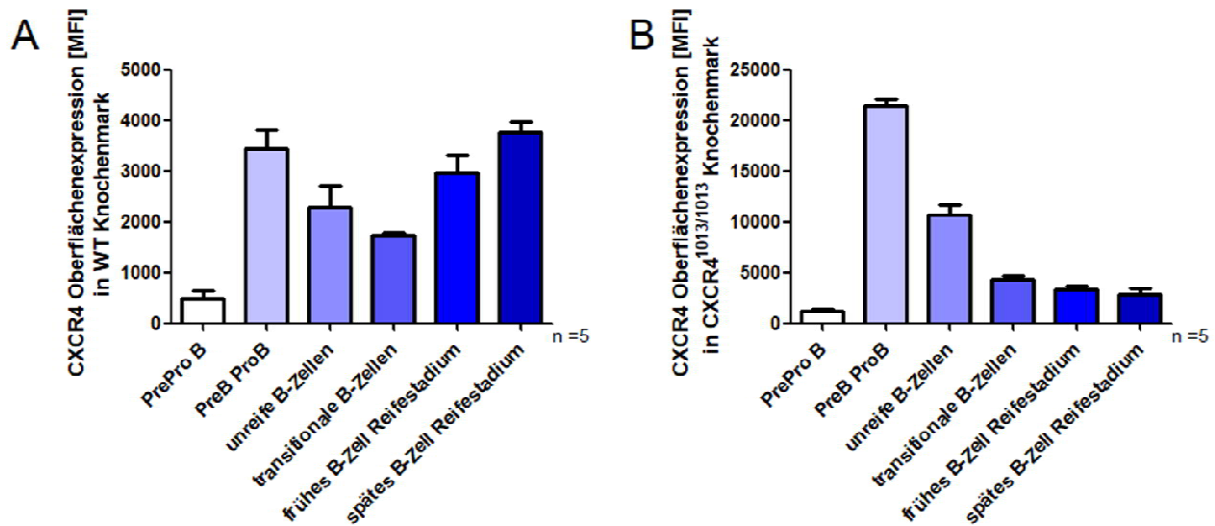 A
CXCR4 Oberflächenexpression [MFI]
in WT Knochenmark
5000
4000
3000
2000
1000
0
PrePro B
PreB ProB
unreife B-Zellen
transitionale B-Zellen
frühes B-Zell Reifestadium
spätes B-Zell Reifestadium
n =5
B
CXCR4 Oberflächenexpression [MFI]
in CXCR4^1013/1013 Knochenmark
25000
20000
15000
10000
5000
0
PrePro B
PreB ProB
unreife B-Zellen
transitionale B-Zellen
frühes B-Zell Reifestadium
spätes B-Zell Reifestadium
n =5